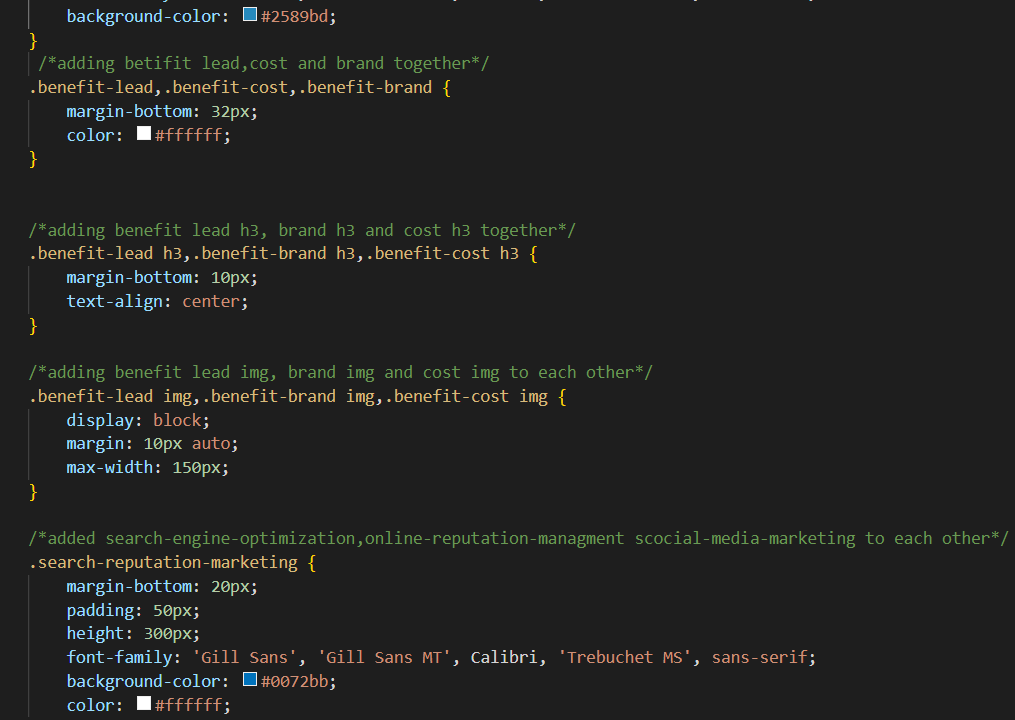 background-color: #2589bd;
}
/*adding betifit lead,cost and brand together*/
.benefit-lead,.benefit-cost,.benefit-brand {
margin-bottom: 32px;
color: #ffffff;
}
/*adding benefit lead h3, brand h3 and cost h3 together*/
.benefit-lead h3,.benefit-brand h3,.benefit-cost h3 {
margin-bottom: 10px;
text-align: center;
}
/*adding benefit lead img, brand img and cost img to each other*/
.benefit-lead img,.benefit-brand img,.benefit-cost img {
display: block;
margin: 10px auto;
max-width: 150px;
}
/*added search-engine-optimization,online-reputation-managment scocial-media-marketing to each other*/
.search-reputation-marketing {
margin-bottom: 20px;
padding: 50px;
height: 300px;
font-family: 'Gill Sans', 'Gill Sans MT', Calibri, 'Trebuchet MS', sans-serif;
background-color: #0072bb;
color: #ffffff;